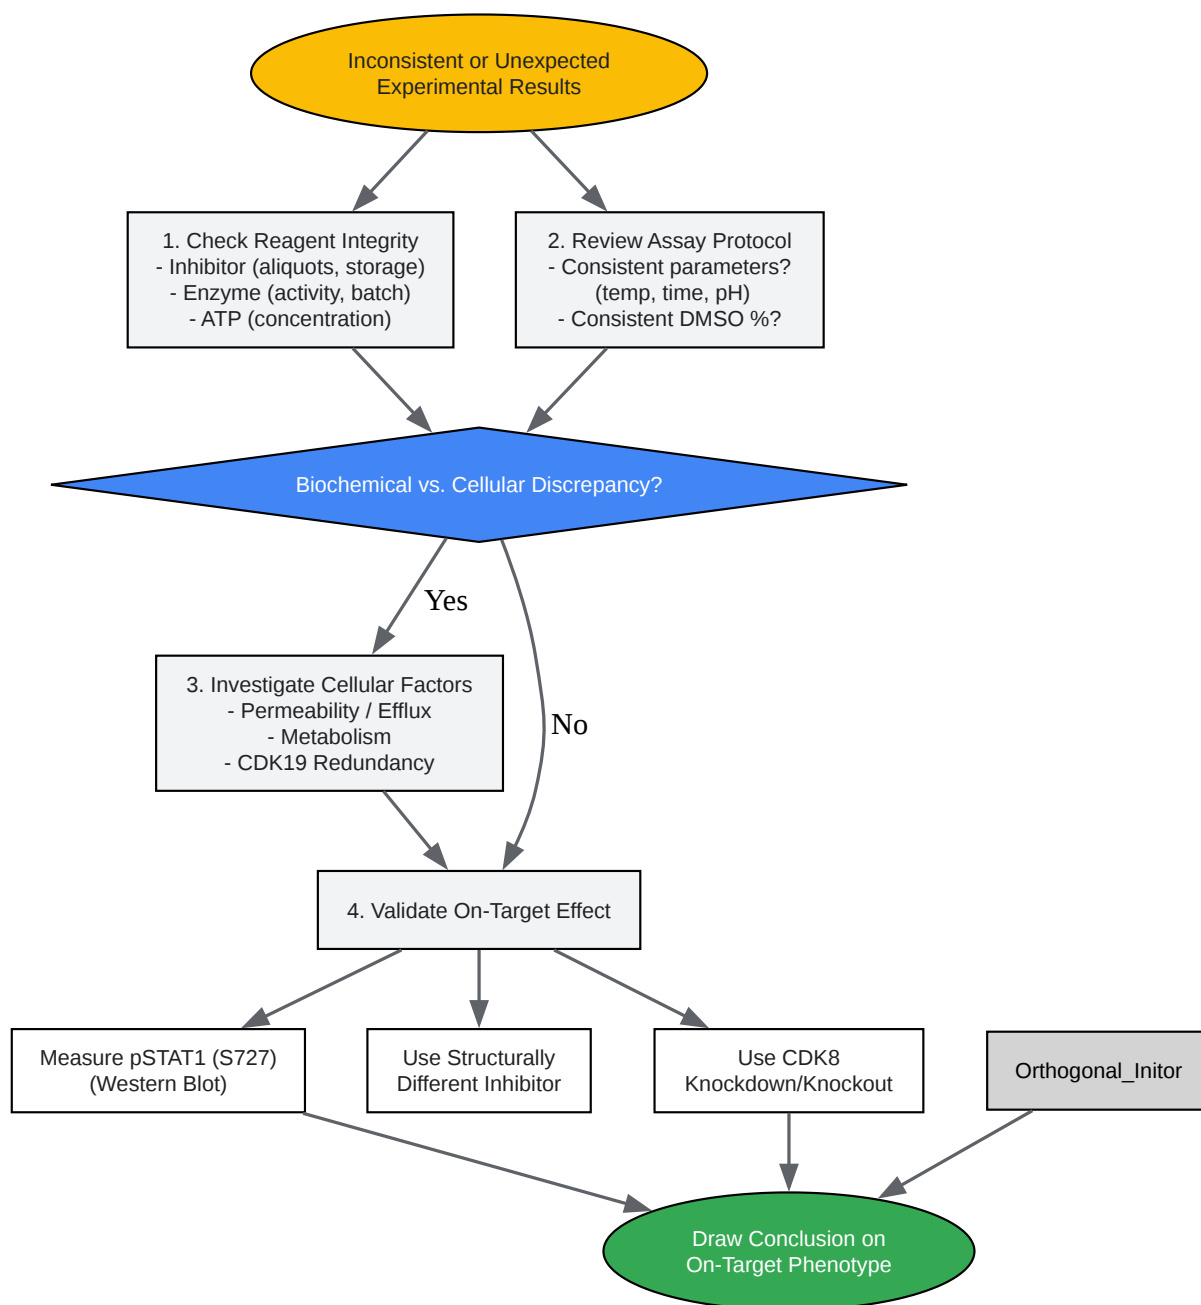 Inconsistent or Unexpected
Experimental Results
1. Check Reagent Integrity
- Inhibitor (aliquots, storage)
- Enzyme (activity, batch)
- ATP (concentration)
2. Review Assay Protocol
- Consistent parameters?
(temp, time, pH)
- Consistent DMSO %?
Biochemical vs. Cellular Discrepancy?
Yes
No
3. Investigate Cellular Factors
- Permeability / Efflux
- Metabolism
- CDK19 Redundancy
4. Validate On-Target Effect
Measure pSTAT1 (S727)
(Western Blot)
Use Structurally
Different Inhibitor
Use CDK8
Knockdown/Knockout
Orthogonal_Initor
Draw Conclusion on
On-Target Phenotype